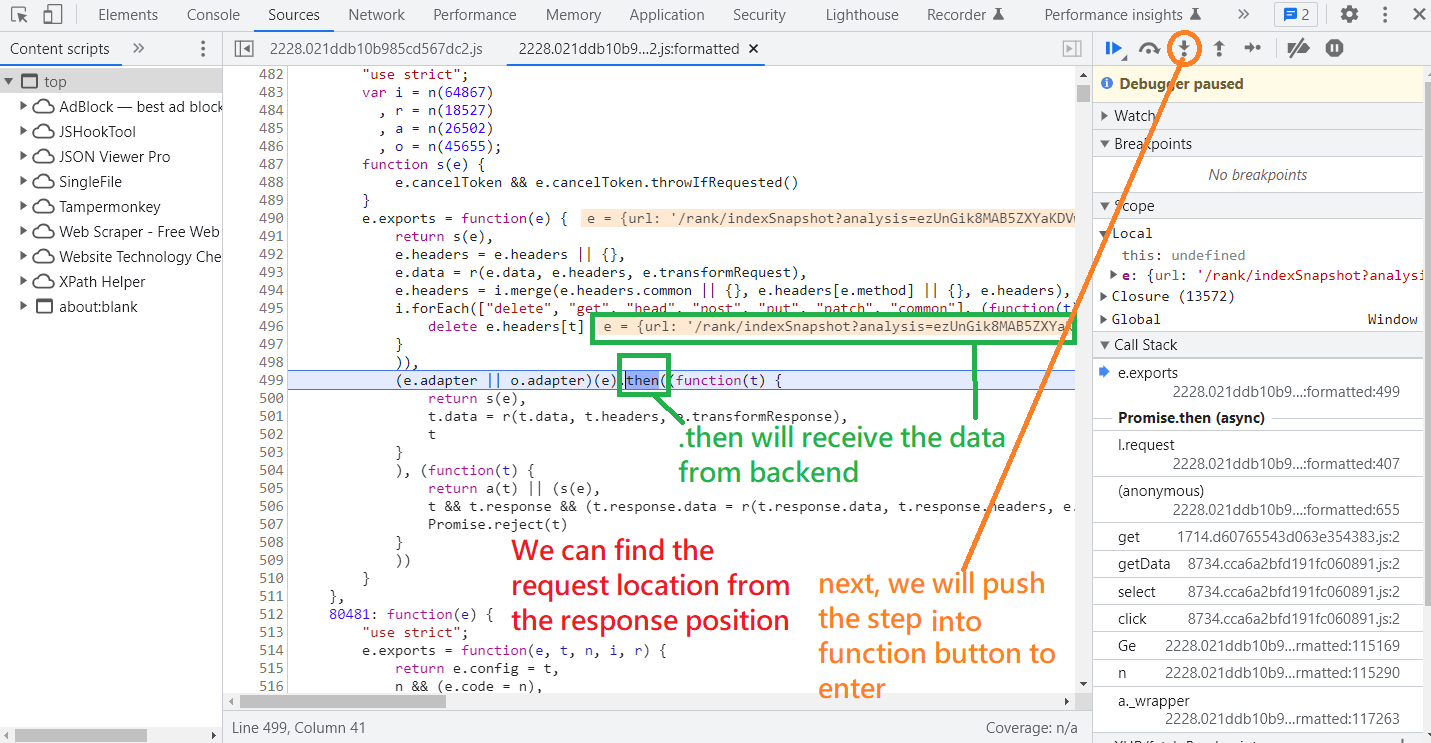 Elements Console Sources Network Performance Memory Application Security Lighthouse Recorder Performance insights 2
Content scripts
2228.021ddb10b985cd567dc2.js 2228.021ddb10b9...2.js:formatted
top
AdBlock — best ad block
JSHookTool
JSON Viewer Pro
SingleFile
Tampermonkey
Web Scraper - Free Web
Website Technology Che
XPath Helper
about:blank
482 "use strict";
483 var i = n(64867)
484 , r = n(18527)
485 , a = n(26502)
486 , o = n(45655);
487 function s(e) {
488 e.cancelToken && e.cancelToken.throwIfRequested()
489 }
490 e.exports = function(e) { e = {url: '/rank/indexSnapshot?analysis=ezUnGik8MAB5ZXYaKDV
491 return s(e),
492 e.headers = e.headers || {},
493 e.data = r(e.data, e.headers, e.transformRequest),
494 e.headers = i.merge(e.headers.common || {}, e.headers[e.method] || {}, e.headers),
495 i.forEach(["delete", "get", "head", "post", "put", "patch", "common"], (function(t)
496 delete e.headers[t] e = {url: '/rank/indexSnapshot?analysis=ezUnGik8MAB5ZXYa
497 }
498 )),
499 (e.adapter || o.adapter)(e).then((function(t) {
500 return s(e),
501 t.data = r(t.data, t.headers, e.transformResponse),
502 t
503 }
504 ), (function(t) {
505 return a(t) || (s(e),
506 t && t.response && (t.response.data = r(t.response.data, t.response.headers, e.
507 Promise.reject(t)
508 }
509 ))
510 }
511 },
512 80481: function(e) {
513 "use strict";
514 e.exports = function(e, t, n, i, r) {
515 return e.config = t,
516 n && (e.code = n),
.then will receive the data
from backend
We can find the
request location from
the response position
next, we will push
the step into
function button to
enter
Line 499, Column 41 Coverage: n/a
Debugger paused
Watch
Breakpoints
No breakpoints
Scope
Local
this: undefined
e: {url: '/rank/indexSnapshot?analysi
Closure (13572)
Global Window
Call Stack
e.exports
2228.021ddb10b9...:formatted:499
Promise.then (async)
l.request
2228.021ddb10b9...:formatted:407
(anonymous)
2228.021ddb10b9...:formatted:655
get 1714.d60765543d063e354383.js:2
getData 8734.cca6a2bfd191fc060891.js:2
select 8734.cca6a2bfd191fc060891.js:2
click 8734.cca6a2bfd191fc060891.js:2
Ge 2228.021ddb10b9...rmatted:115169
n 2228.021ddb10b9...rmatted:115290
a._wrapper
2228.021ddb10b9...rmatted:117263